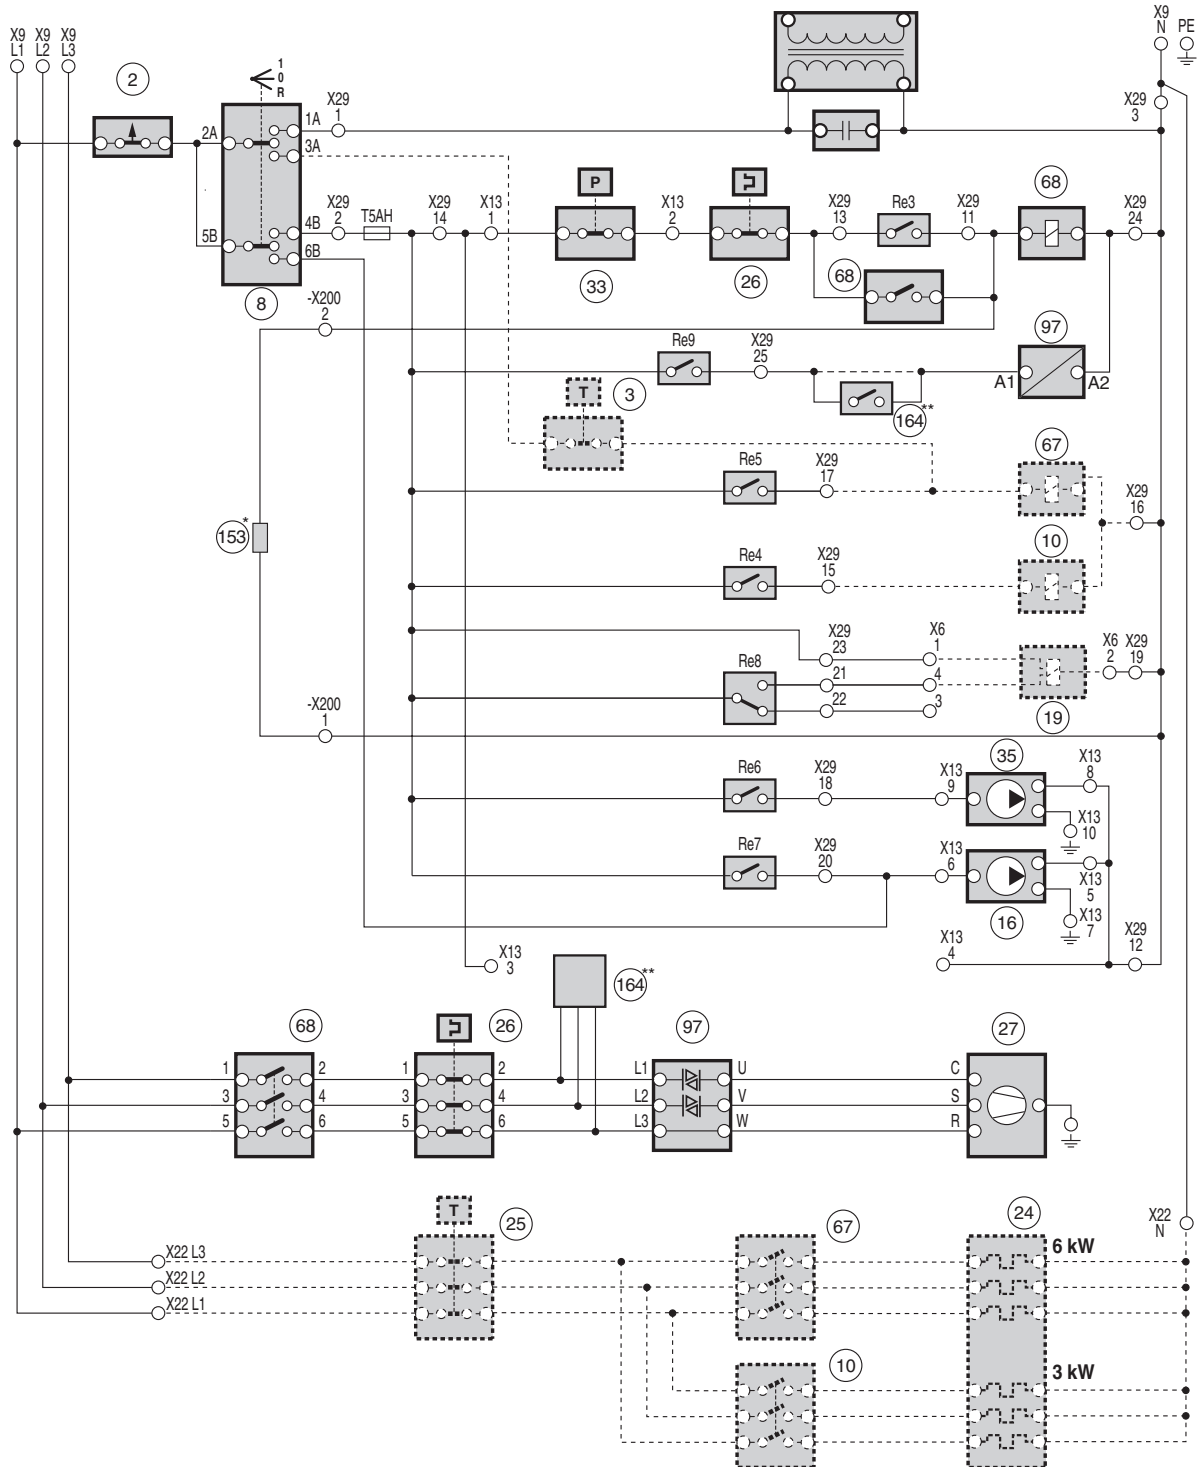 X9 X9 X9
L1 L2 L3
X9 PE
N
2
1
0
R
X29
1
X29
3
2A
1A
3A
P
コ
68
X29
2
T5AH
X29
14
X13
1
X13
2
X29
13
Re3
X29
11
X29
24
5B
4B
6B
8
33
26
68
-X200
2
97
Re9
X29
25
A1
A2
T
3
164**
67
Re5
X29
17
X29
16
153*
10
Re4
X29
15
X29
23
X6
1
X6
2
X29
19
Re8
21
4
22
3
19
-X200
1
35
X13
8
Re6
X29
18
X13
9
X13
10
Re7
X29
20
X13
6
X13
5
16
X13
7
X29
12
X13
3
X13
4
164**
68
コ
26
97
27
1 2 1 2 L1 U C
3 4 3 4 L2 V S
5 6 5 6 L3 W R
T
25
67
24
X22
N
6 kW
X22 L3
X22 L2
X22 L1
10
3 kW